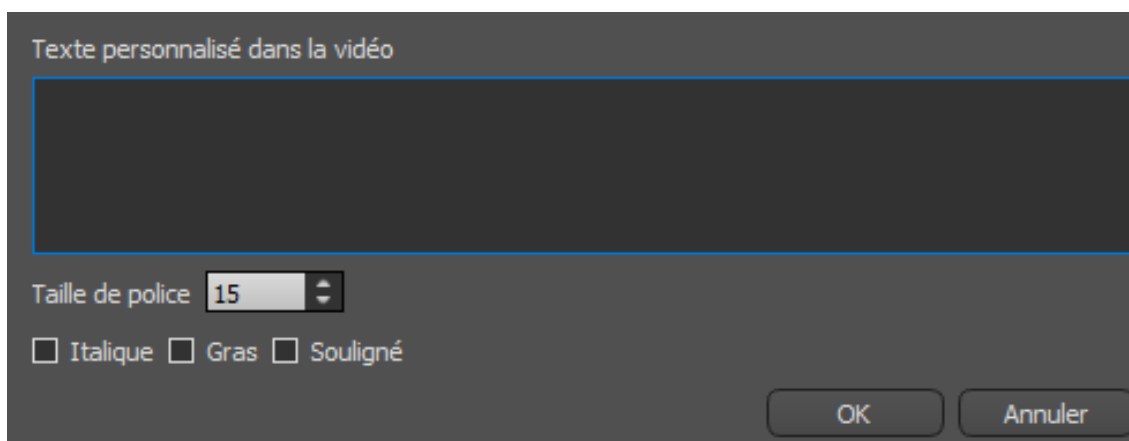 Texte personnalisé dans la vidéo
Taille de police 15
Italique Gras Souligné
OK Annuler